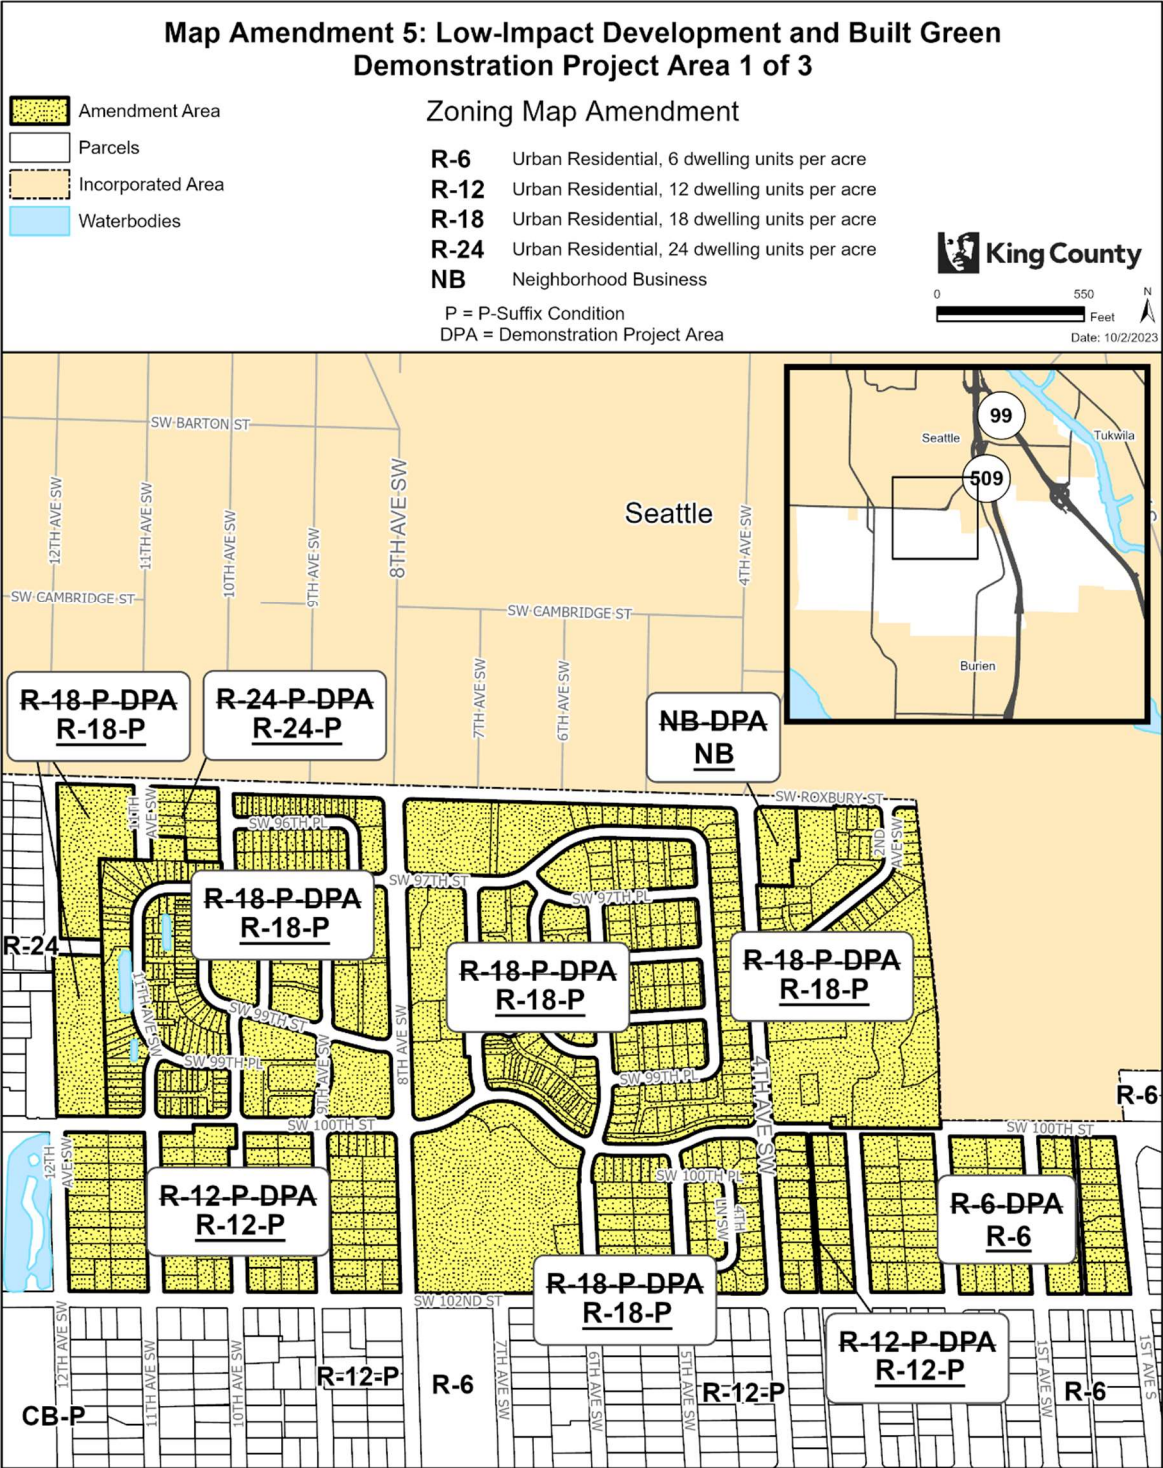 Map Amendment 5: Low-Impact Development and Built Green
Demonstration Project Area 1 of 3
Amendment Area
Parcels
Incorporated Area
Waterbodies
Zoning Map Amendment
R-6 Urban Residential, 6 dwelling units per acre
R-12 Urban Residential, 12 dwelling units per acre
R-18 Urban Residential, 18 dwelling units per acre
R-24 Urban Residential, 24 dwelling units per acre
NB Neighborhood Business
P = P-Suffix Condition
DPA = Demonstration Project Area
King County
0 550
Feet
N
Date: 10/2/2023
99
Seattle
Tukwila
509
Burien
SW BARTON ST
12TH AVE SW
11TH AVE SW
10TH AVE SW
9TH AVE SW
8TH AVE SW
Seattle
4TH AVE SW
SW CAMBRIDGE ST
SW CAMBRIDGE ST
7TH AVE SW
6TH AVE SW
R-18-P-DPA
R-18-P
R-24-P-DPA
R-24-P
NB-DPA
NB
SW ROXBURY ST
11TH
AVE SW
SW 96TH PL
2ND
AVE SW
SW 97TH ST
SW 97TH PL
R-18-P-DPA
R-18-P
R-24
R-18-P-DPA
R-18-P
R-18-P-DPA
R-18-P
11TH AVE SW
SW 99TH ST
8TH AVE SW
SW 99TH PL
9TH AVE SW
SW 99TH PL
4TH AVE SW
R-6
SW 100TH ST
SW 100TH ST
12TH
AVE SW
SW 100TH PL
4TH
LN SW
R-12-P-DPA
R-12-P
R-6-DPA
R-6
R-18-P-DPA
R-18-P
SW 102ND ST
R-12-P-DPA
R-12-P
12TH AVE SW
11TH AVE SW
10TH AVE SW
R-12-P
R-6
7TH AVE SW
6TH AVE SW
5TH AVE SW
R-12-P
1ST AVE SW
R-6
1ST AVE S
CB-P